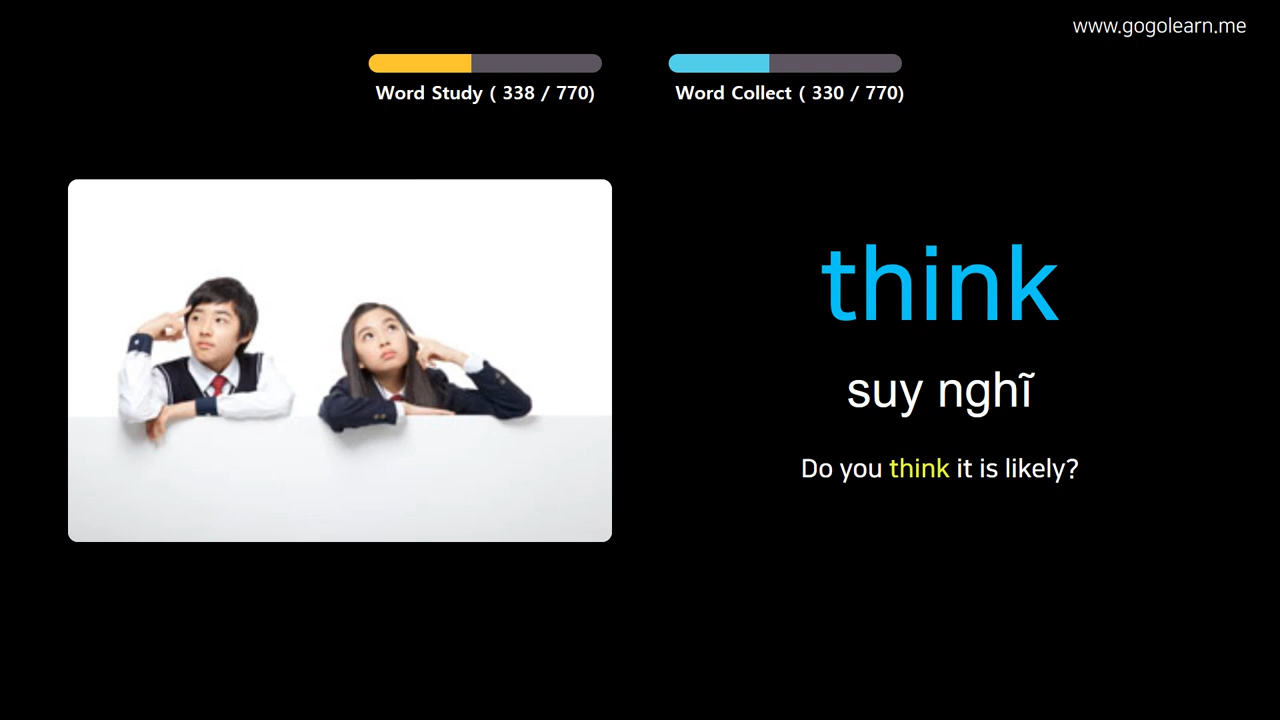 www.gogolearn.me
Word Study ( 338 / 770)
Word Collect ( 330 / 770)
think
suy nghĩ
Do you think it is likely?